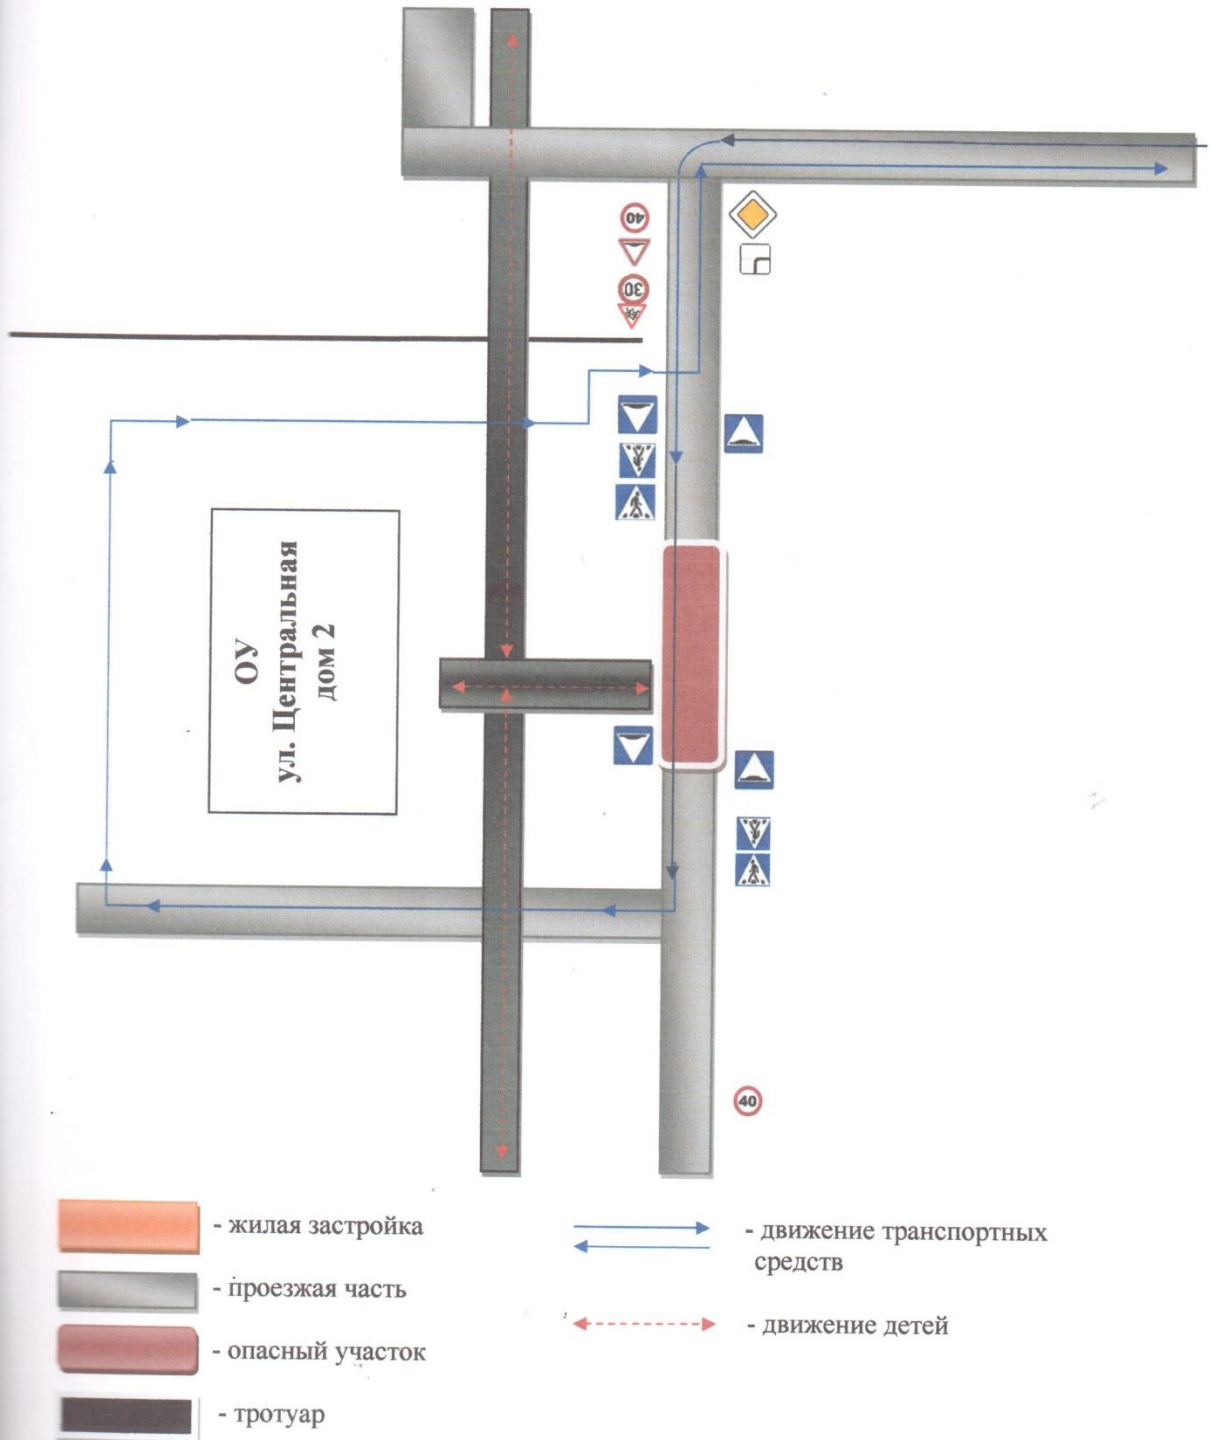 40
30
ОУ
ул. Центральная
дом 2
40
- жилая застройка
- проезжая часть
- опасный участок
- тротуар
- движение транспортных
средств
- движение детей